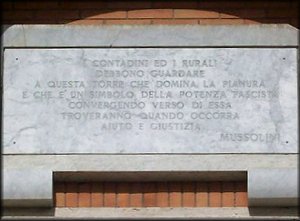 I CONTADINI ED I RURALI
DEBBONO GUARDARE
A QUESTA TORRE CHE DOMINA LA PIANURA
E CHE E' UN SIMBOLO DELLA POTENZA FASCISTA
CONVERGENDO VERSO DI ESSA
TROVERANNO QUANDO OCCORRA
AIUTO E GIUSTIZIA
MUSSOLINI